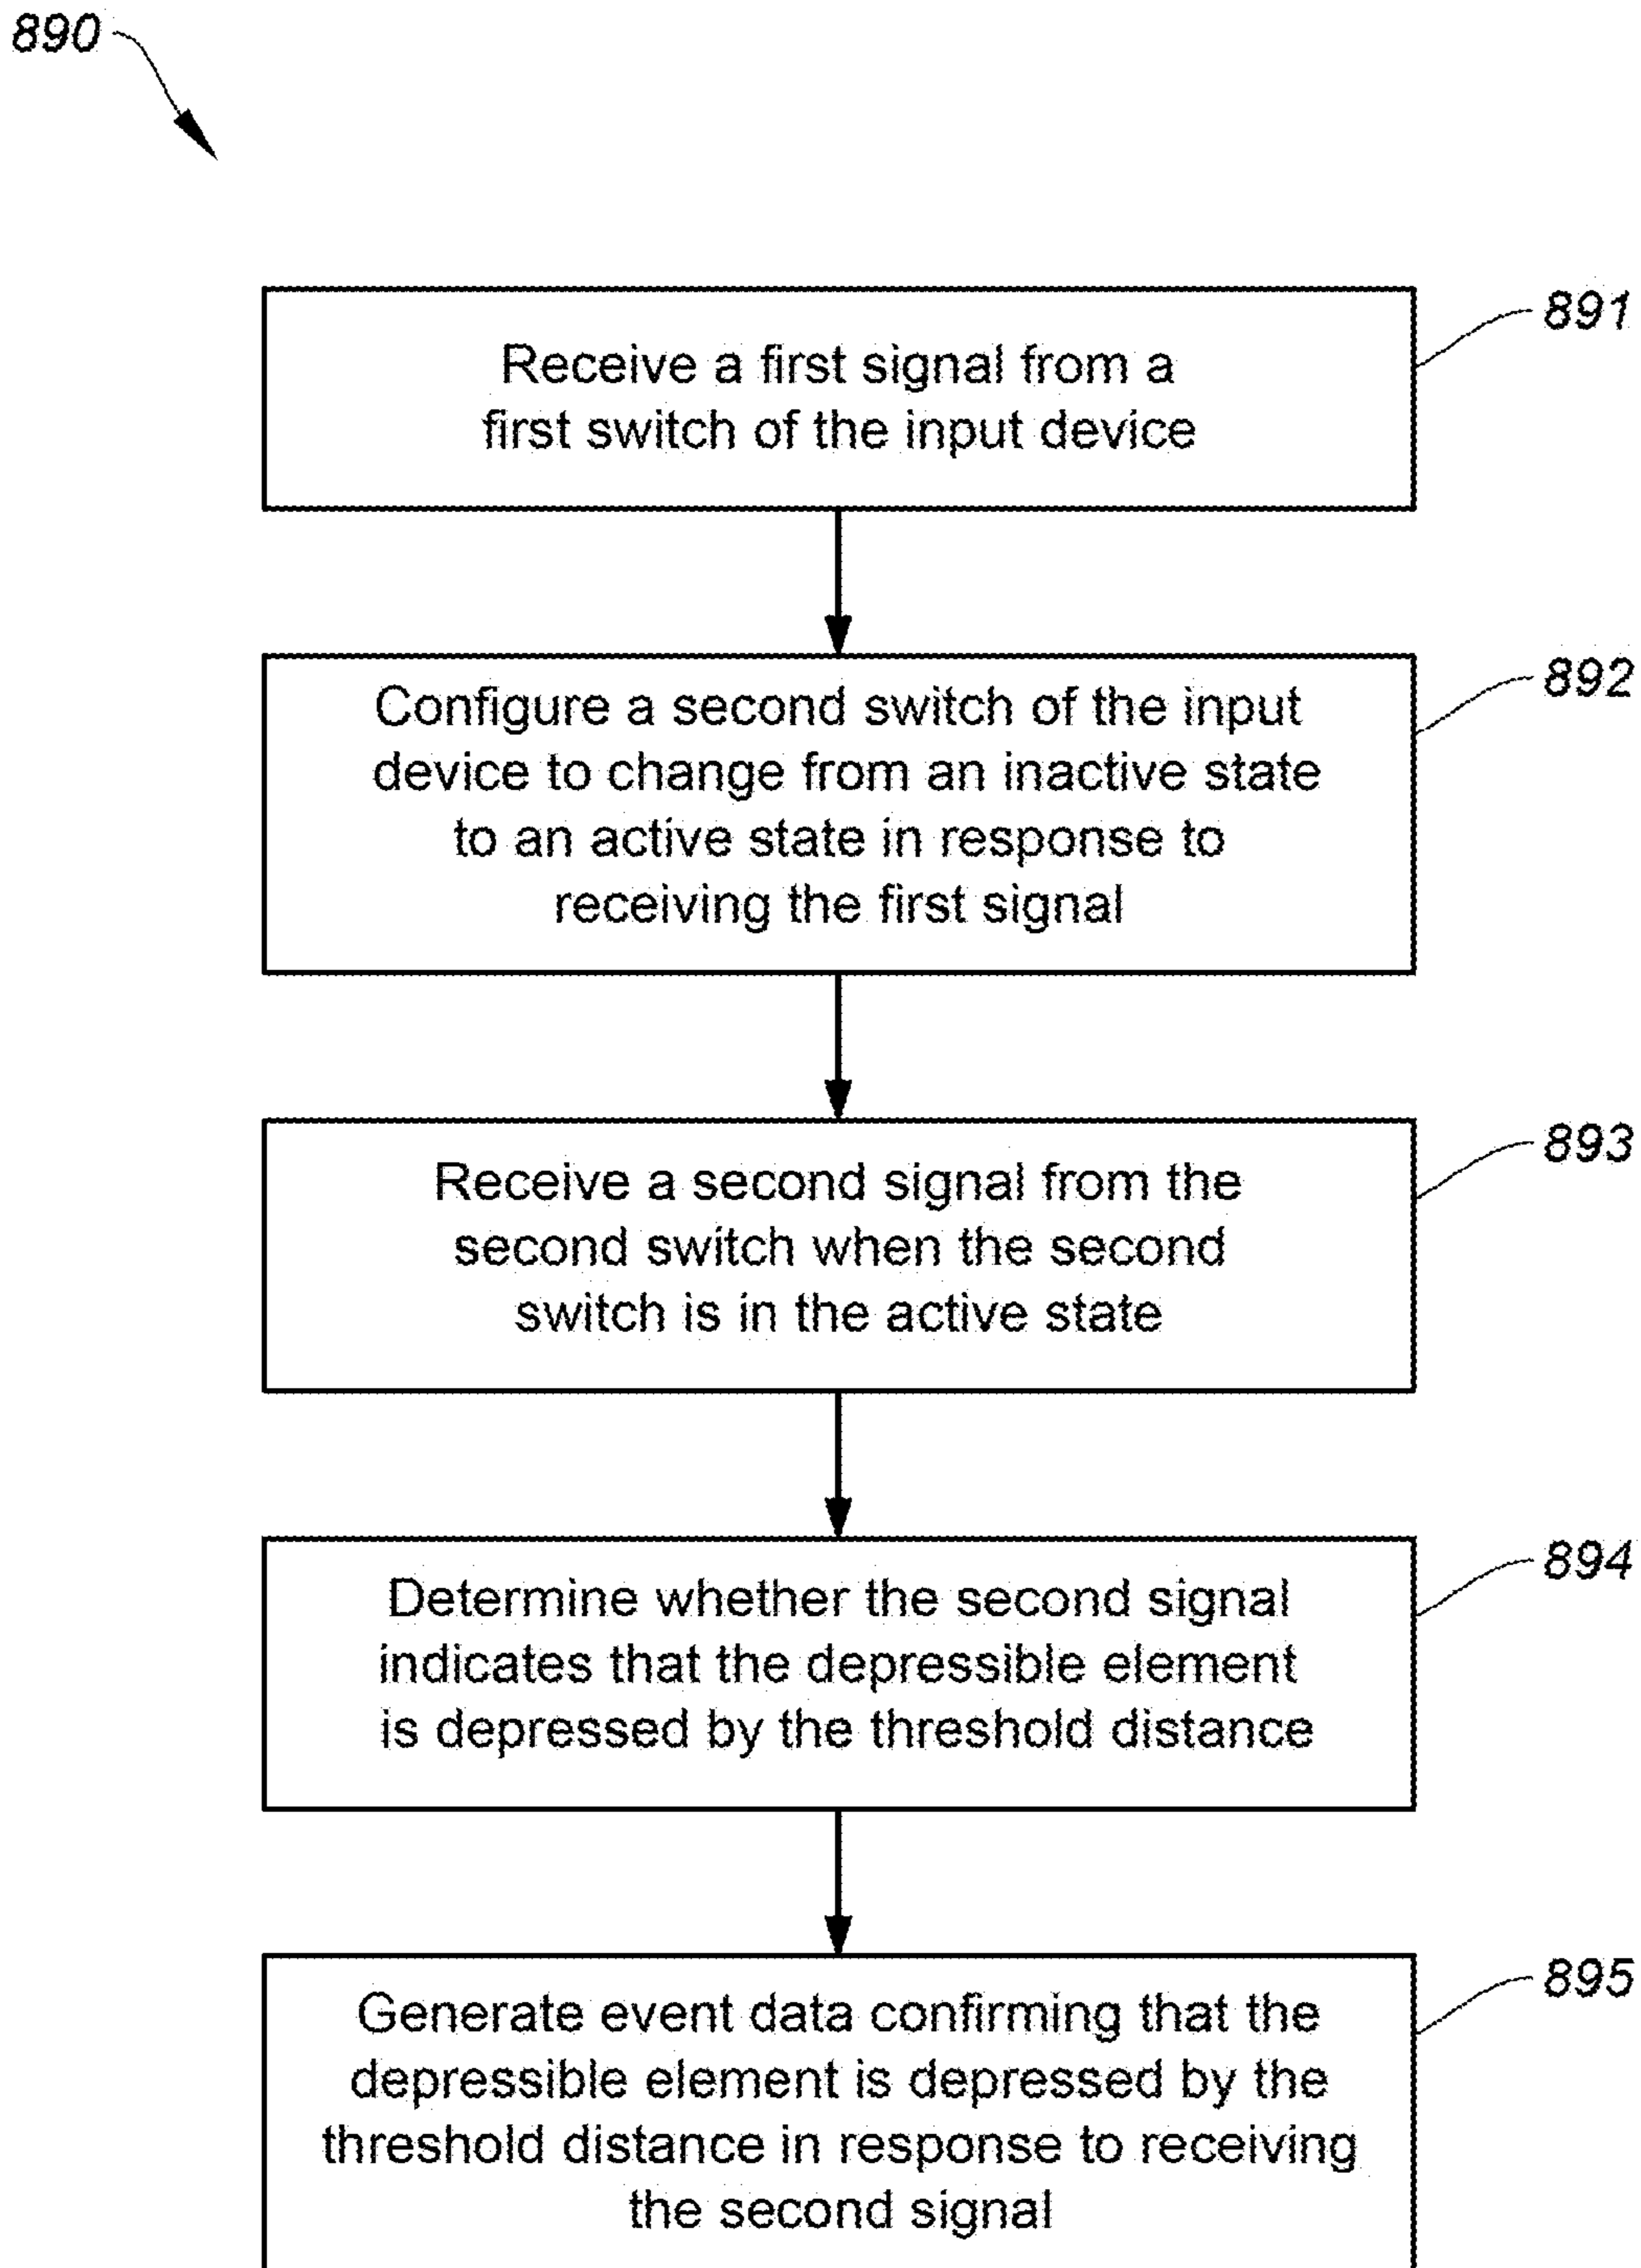 890
Receive a first signal from a
first switch of the input device
891
Configure a second switch of the input
device to change from an inactive state
to an active state in response to
receiving the first signal
892
Receive a second signal from the
second switch when the second
switch is in the active state
893
Determine whether the second signal
indicates that the depressible element
is depressed by the threshold distance
894
Generate event data confirming that the
depressible element is depressed by the
threshold distance in response to receiving
the second signal
895